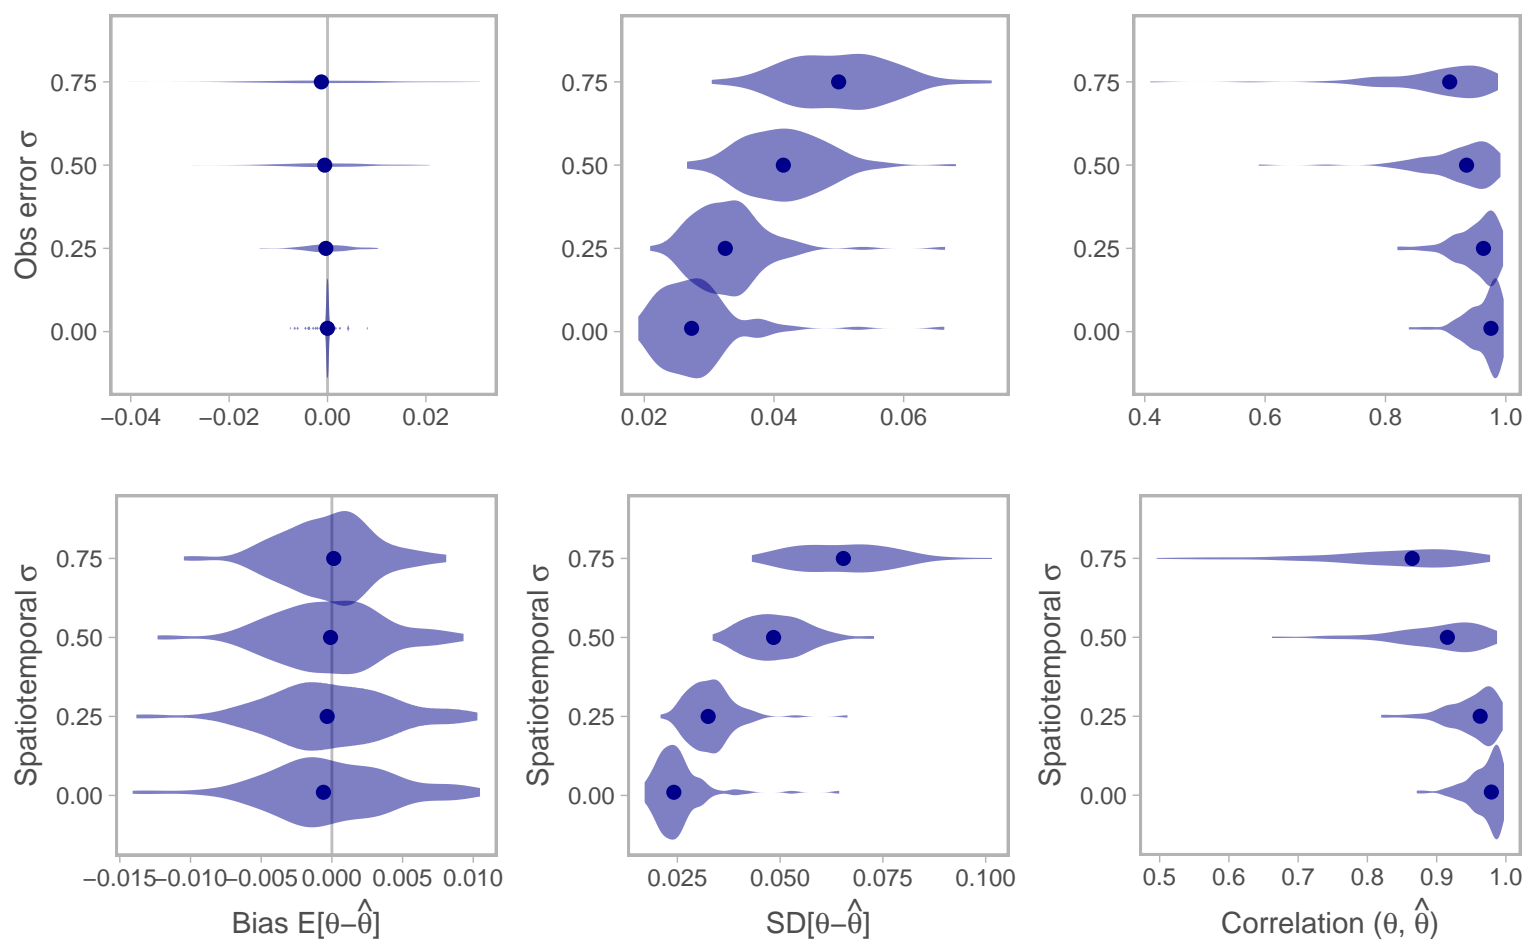 Obs error σ
0.75
0.50
0.25
0.00
−0.04 −0.02 0.00 0.02
0.75
0.50
0.25
0.00
0.02 0.04 0.06
0.75
0.50
0.25
0.00
0.4 0.6 0.8 1.0
Spatiotemporal σ
0.75
0.50
0.25
0.00
−0.015 −0.010 −0.005 0.000 0.005 0.010
Bias E[θ−θ̂]
Spatiotemporal σ
0.75
0.50
0.25
0.00
0.025 0.050 0.075 0.100
SD[θ−θ̂]
Spatiotemporal σ
0.75
0.50
0.25
0.00
0.5 0.6 0.7 0.8 0.9 1.0
Correlation (θ, θ̂)